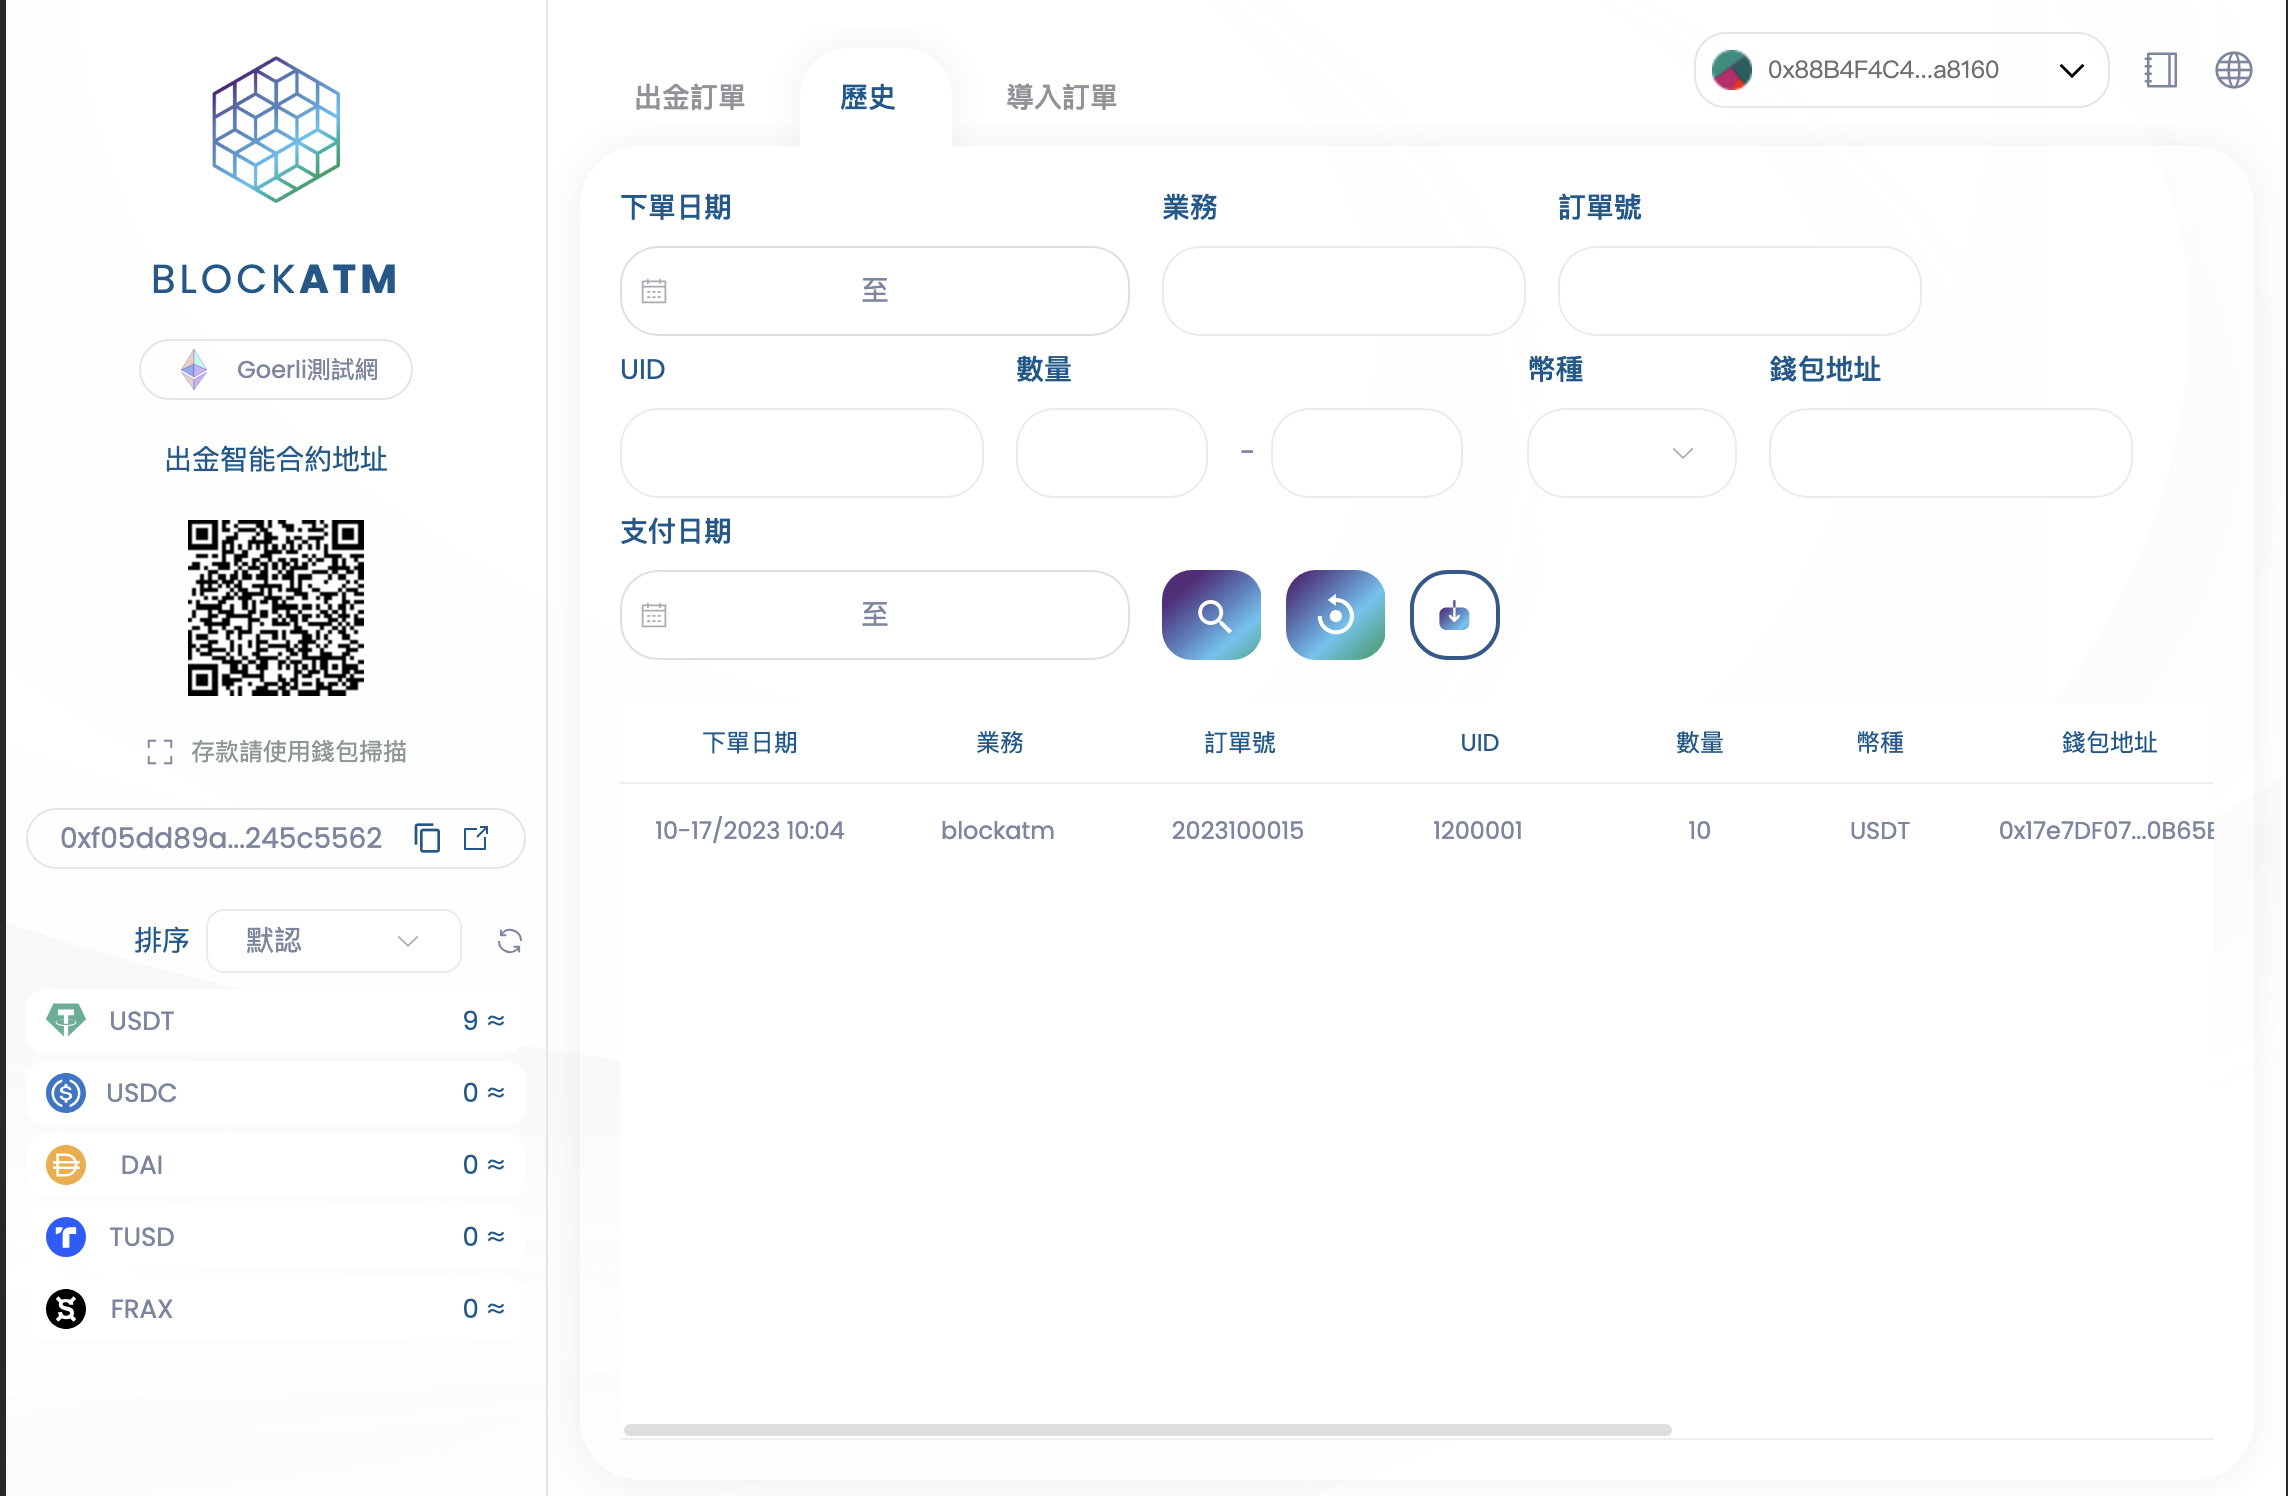 BLOCKATM
Goerli測試網
出金智能合約地址
存款請使用錢包掃描
0xf05dd89a...245c5562
排序 默認
USDT 9 ≈
USDC 0 ≈
DAI 0 ≈
TUSD 0 ≈
FRAX 0 ≈
出金訂單 歷史 導入訂單
0x88B4F4C4...a8160
下單日期 業務 訂單號
至
UID 數量 幣種 錢包地址
-
支付日期
至
下單日期 業務 訂單號 UID 數量 幣種 錢包地址
10-17/2023 10:04 blockatm 2023100015 1200001 10 USDT 0x17e7DF07...0B65